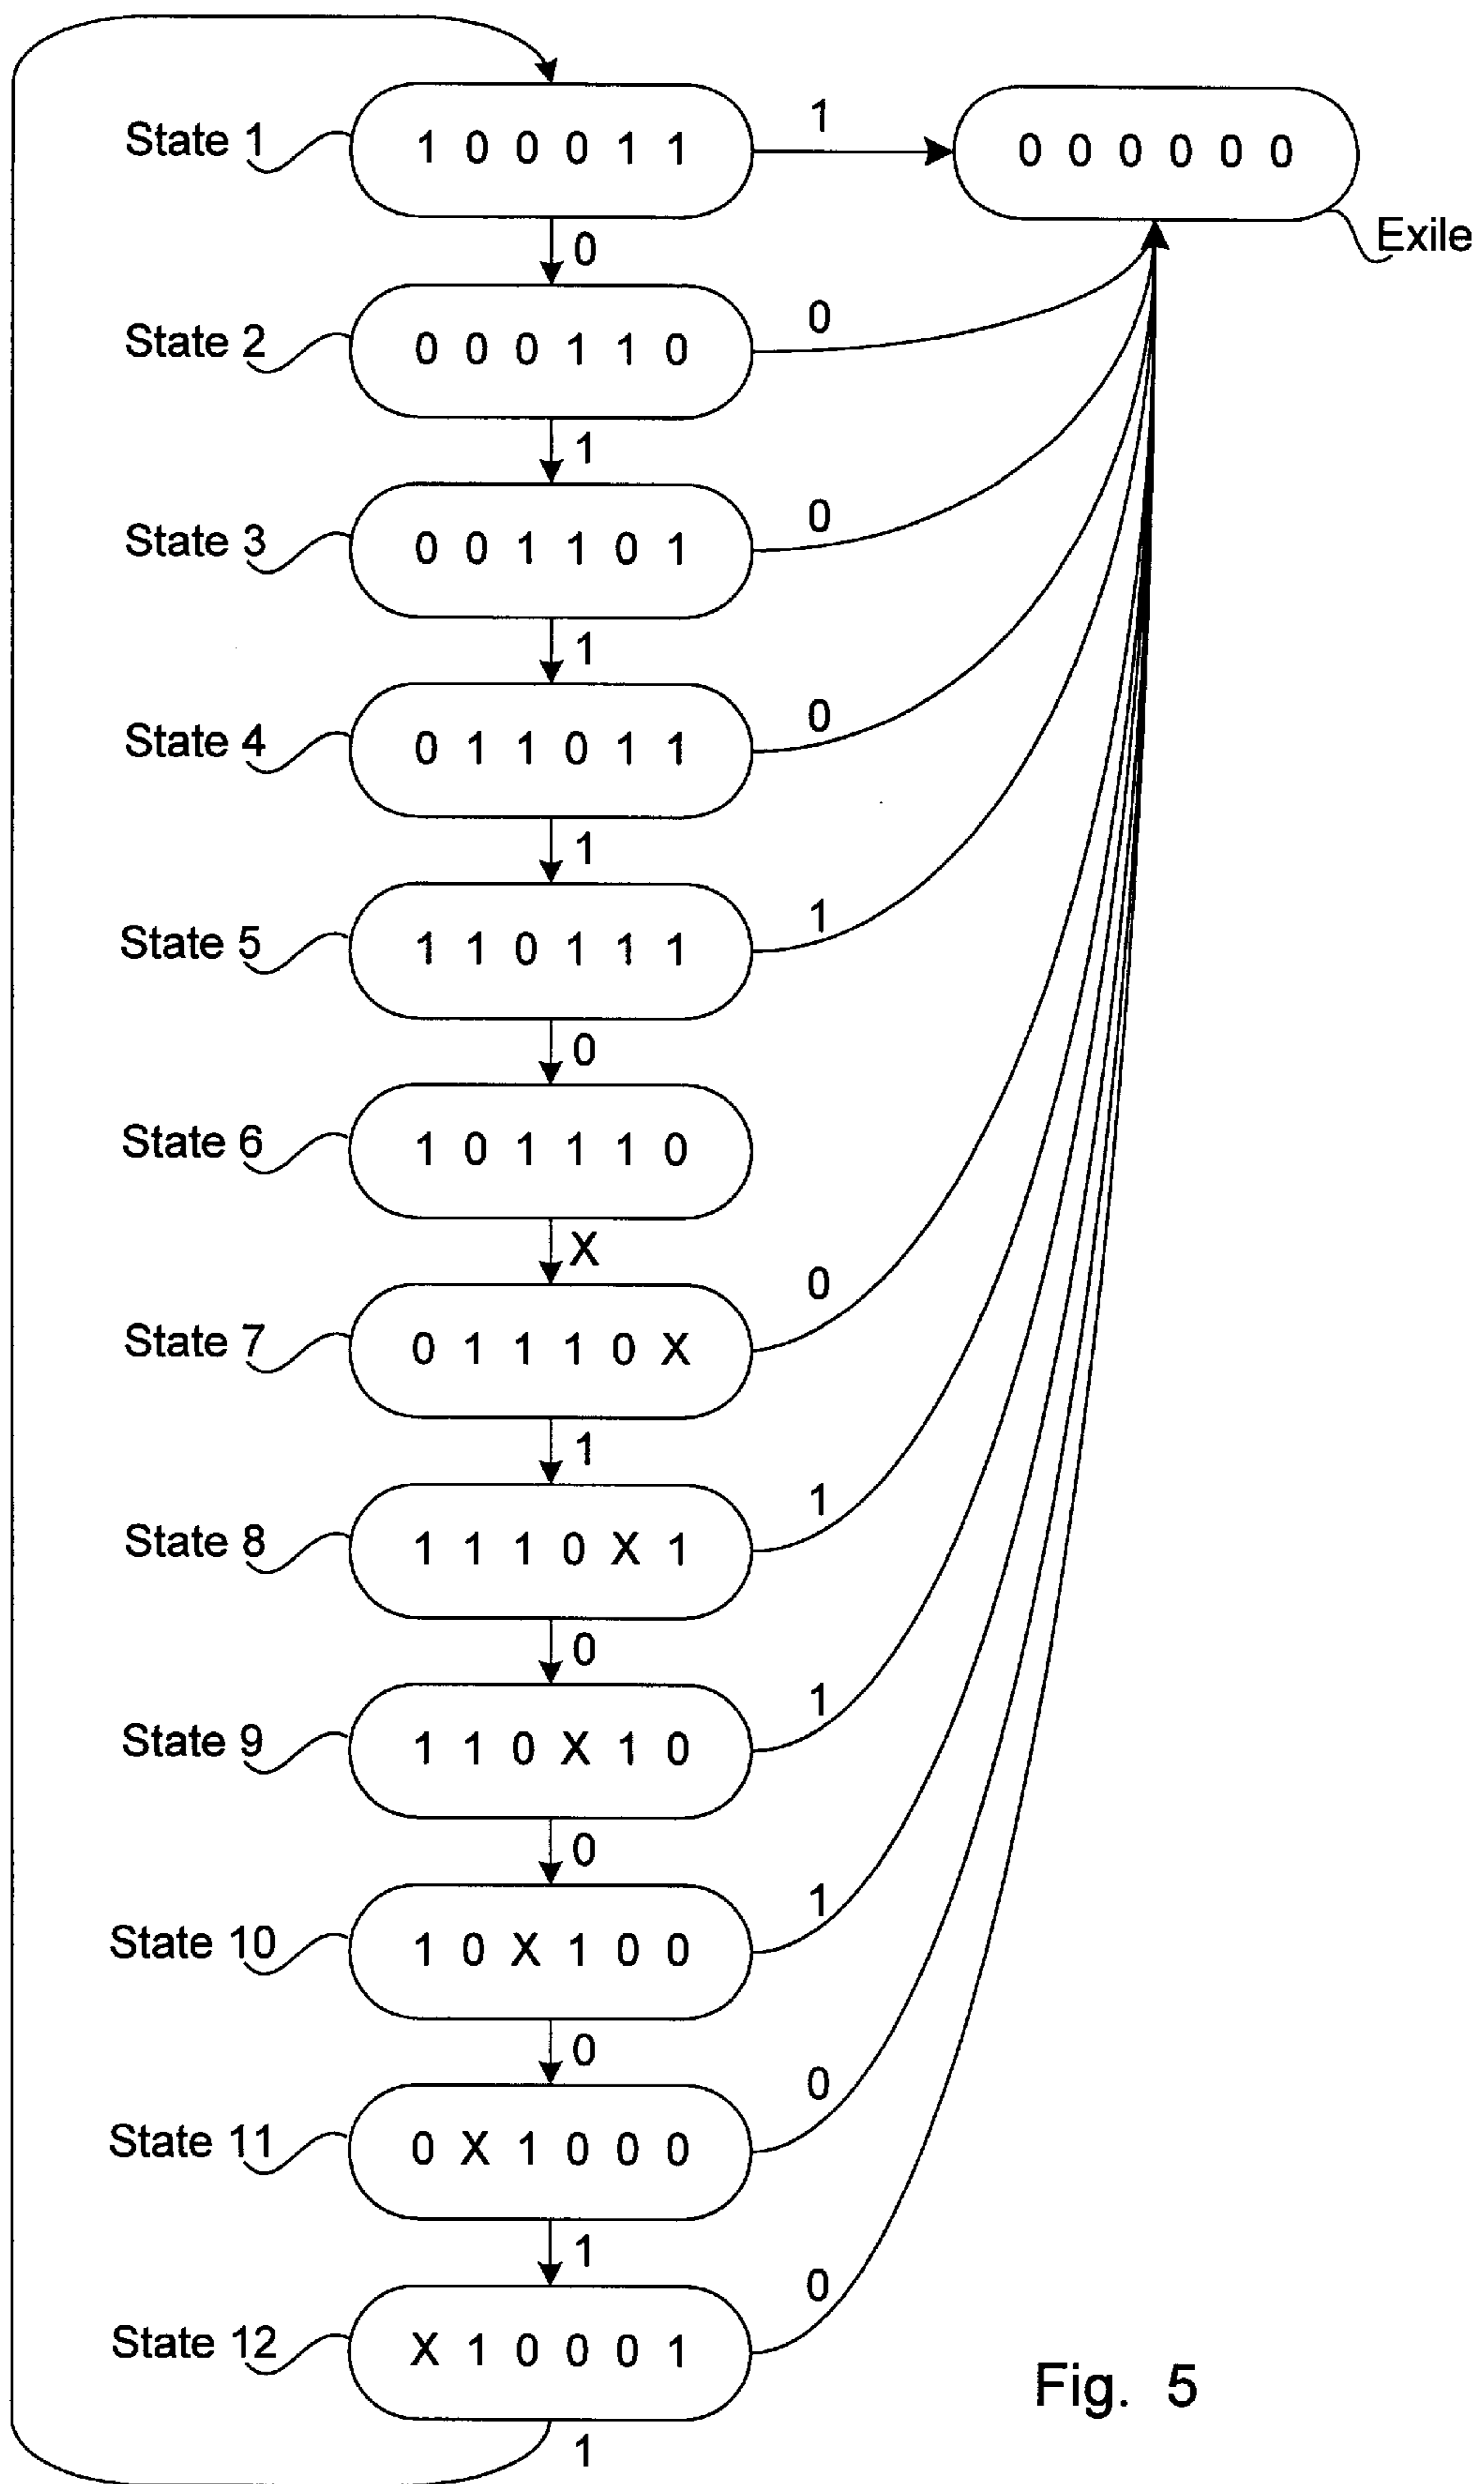 State 1
1 0 0 0 1 1
1
0 0 0 0 0 0
Exile
0
State 2
0 0 0 1 1 0
0
1
State 3
0 0 1 1 0 1
0
1
State 4
0 1 1 0 1 1
0
1
State 5
1 1 0 1 1 1
1
0
State 6
1 0 1 1 1 0
X
State 7
0 1 1 1 0 X
0
1
State 8
1 1 1 0 X 1
1
0
State 9
1 1 0 X 1 0
1
0
State 10
1 0 X 1 0 0
1
0
State 11
0 X 1 0 0 0
0
1
State 12
X 1 0 0 0 1
0
1
Fig. 5